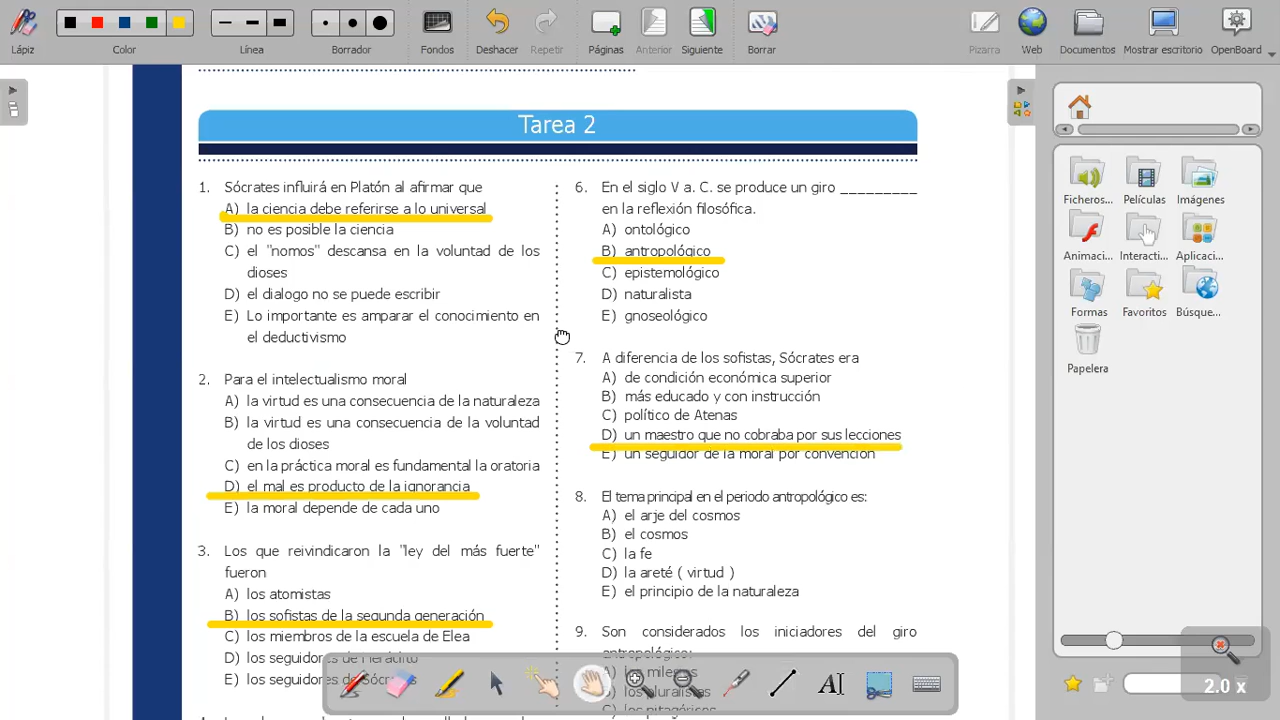 Lápiz
Color
Línea
Borrador
Fondos
Deshacer
Repetir
Páginas
Anterior
Siguiente
Borrar
Pizarra
Web
Documentos
Mostrar escritorio
OpenBoard
Tarea 2
1. Sócrates influirá en Platón al afirmar que
A) la ciencia debe referirse a lo universal
B) no es posible la ciencia
C) el "nomos" descansa en la voluntad de los
dioses
D) el dialogo no se puede escribir
E) Lo importante es amparar el conocimiento en
el deductivismo
2. Para el intelectualismo moral
A) la virtud es una consecuencia de la naturaleza
B) la virtud es una consecuencia de la voluntad
de los dioses
C) en la práctica moral es fundamental la oratoria
D) el mal es producto de la ignorancia
E) la moral depende de cada uno
3. Los que reivindicaron la "ley del más fuerte"
fueron
A) los atomistas
B) los sofistas de la segunda generación
C) los miembros de la escuela de Elea
D) los seguidores de Heráclito
E) los seguidores de Sócrates
6. En el siglo V a. C. se produce un giro _________
en la reflexión filosófica.
A) ontológico
B) antropológico
C) epistemológico
D) naturalista
E) gnoseológico
7. A diferencia de los sofistas, Sócrates era
A) de condición económica superior
B) más educado y con instrucción
C) político de Atenas
D) un maestro que no cobraba por sus lecciones
E) un seguidor de la moral por convención
8. El tema principal en el periodo antropológico es:
A) el arje del cosmos
B) el cosmos
C) la fe
D) la areté ( virtud )
E) el principio de la naturaleza
9. Son considerados los iniciadores del giro
antropológico:
A) los milesios
B) los pluralistas
C) los pitagóricos
Ficheros...
Películas
Imágenes
Animaci...
Interacti...
Aplicaci...
Formas
Favoritos
Búsque...
Papelera
2.0 x